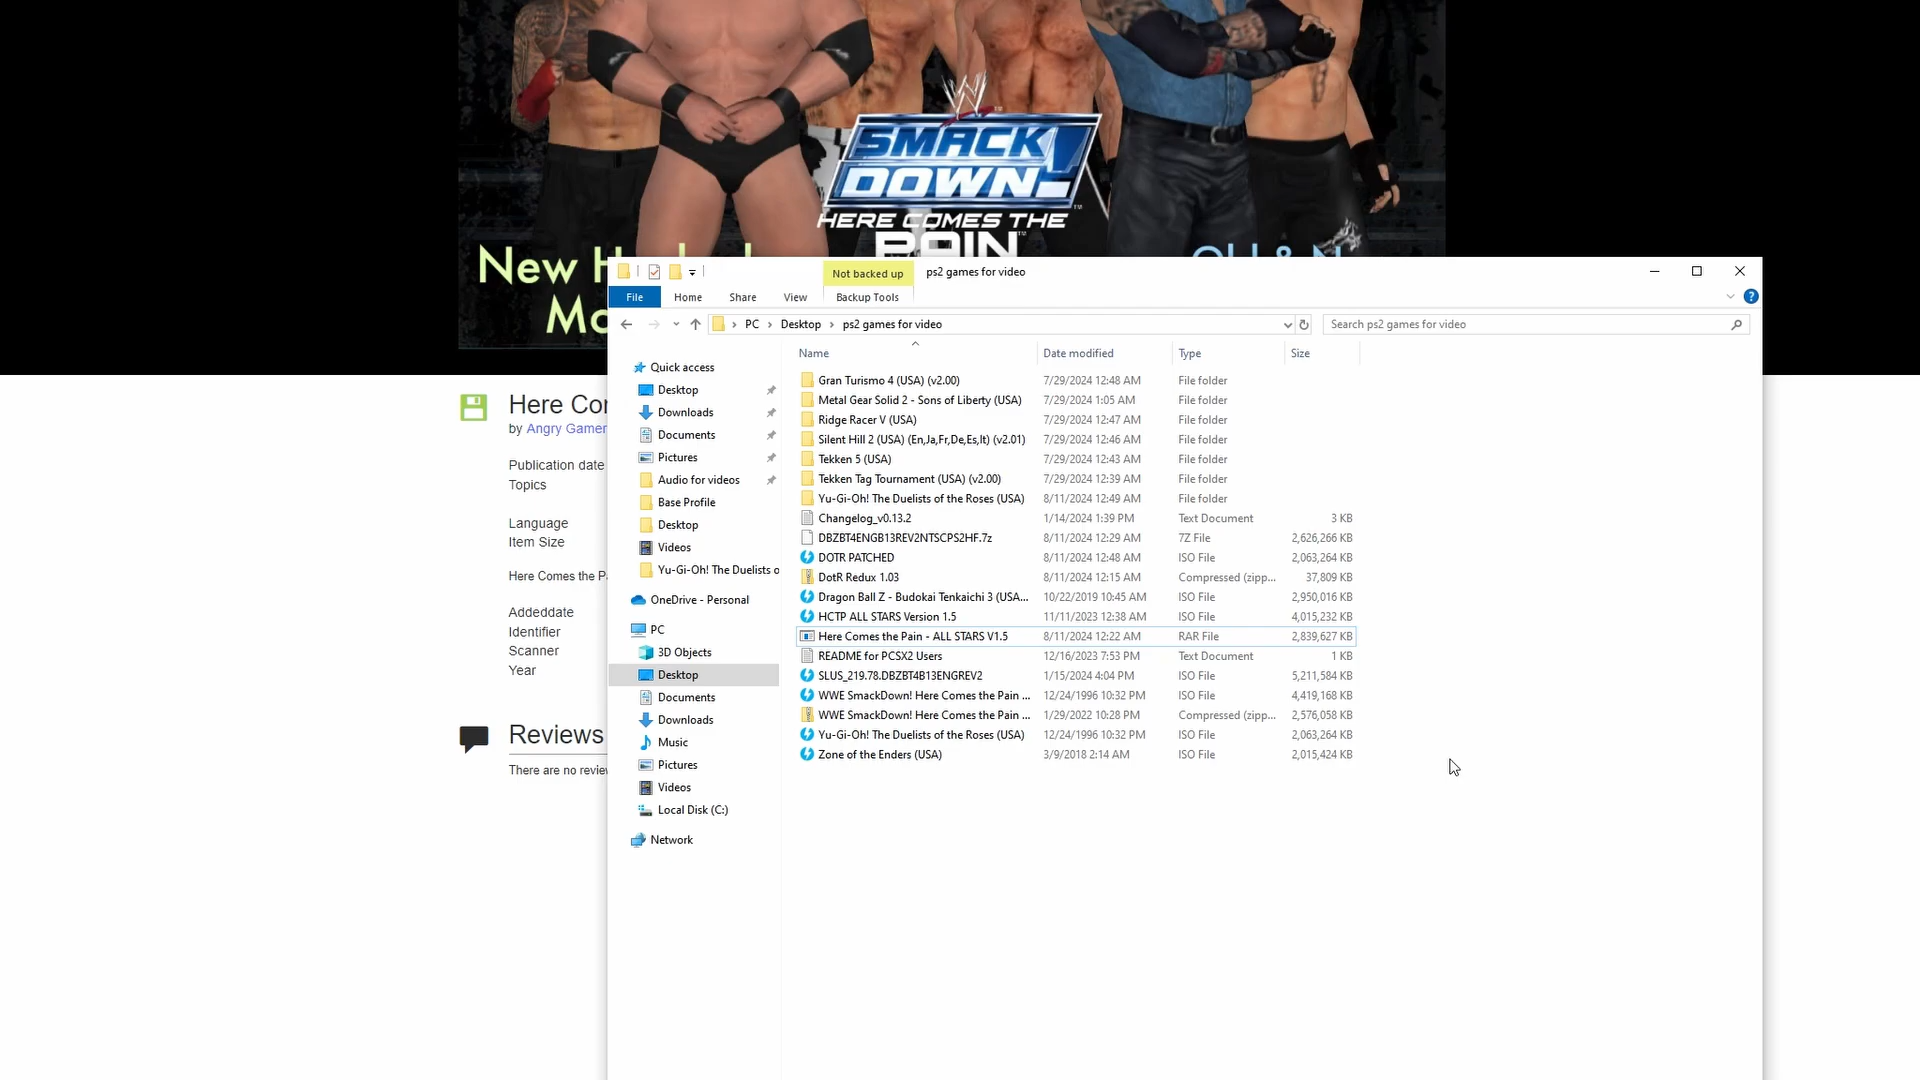 W
SMACK
DOWN!
HERE COMES THE
PAIN
New H
Mo
Not backed up
ps2 games for video
File
Home
Share
View
Backup Tools
PC
Desktop
ps2 games for video
Search ps2 games for video
Name
Date modified
Type
Size
Quick access
Desktop
Downloads
Documents
Pictures
Audio for videos
Base Profile
Desktop
Videos
Yu-Gi-Oh! The Duelists o
OneDrive - Personal
PC
3D Objects
Desktop
Documents
Downloads
Music
Pictures
Videos
Local Disk (C:)
Network
Gran Turismo 4 (USA) (v2.00) 7/29/2024 12:48 AM File folder
Metal Gear Solid 2 - Sons of Liberty (USA) 7/29/2024 1:05 AM File folder
Ridge Racer V (USA) 7/29/2024 12:47 AM File folder
Silent Hill 2 (USA) (En,Ja,Fr,De,Es,It) (v2.01) 7/29/2024 12:46 AM File folder
Tekken 5 (USA) 7/29/2024 12:43 AM File folder
Tekken Tag Tournament (USA) (v2.00) 7/29/2024 12:39 AM File folder
Yu-Gi-Oh! The Duelists of the Roses (USA) 8/11/2024 12:49 AM File folder
Changelog_v0.13.2 1/14/2024 1:39 PM Text Document 3 KB
DBZBT4ENGB13REV2NTSCPS2HF.7z 8/11/2024 12:29 AM 7Z File 2,626,266 KB
DOTR PATCHED 8/11/2024 12:48 AM ISO File 2,063,264 KB
DotR Redux 1.03 8/11/2024 12:15 AM Compressed (zipp... 37,809 KB
Dragon Ball Z - Budokai Tenkaichi 3 (USA... 10/22/2019 10:45 AM ISO File 2,950,016 KB
HCTP ALL STARS Version 1.5 11/11/2023 12:38 AM ISO File 4,015,232 KB
Here Comes the Pain - ALL STARS V1.5 8/11/2024 12:22 AM RAR File 2,839,627 KB
README for PCSX2 Users 12/16/2023 7:53 PM Text Document 1 KB
SLUS_219.78.DBZBT4B13ENGREV2 1/15/2024 4:04 PM ISO File 5,211,584 KB
WWE SmackDown! Here Comes the Pain ... 12/24/1996 10:32 PM ISO File 4,419,168 KB
WWE SmackDown! Here Comes the Pain ... 1/29/2022 10:28 PM Compressed (zipp... 2,576,058 KB
Yu-Gi-Oh! The Duelists of the Roses (USA) 12/24/1996 10:32 PM ISO File 2,063,264 KB
Zone of the Enders (USA) 3/9/2018 2:14 AM ISO File 2,015,424 KB
Here Co
by Angry Gamer
Publication date
Topics
Language
Item Size
Here Comes the P
Addeddate
Identifier
Scanner
Year
Reviews
There are no revie